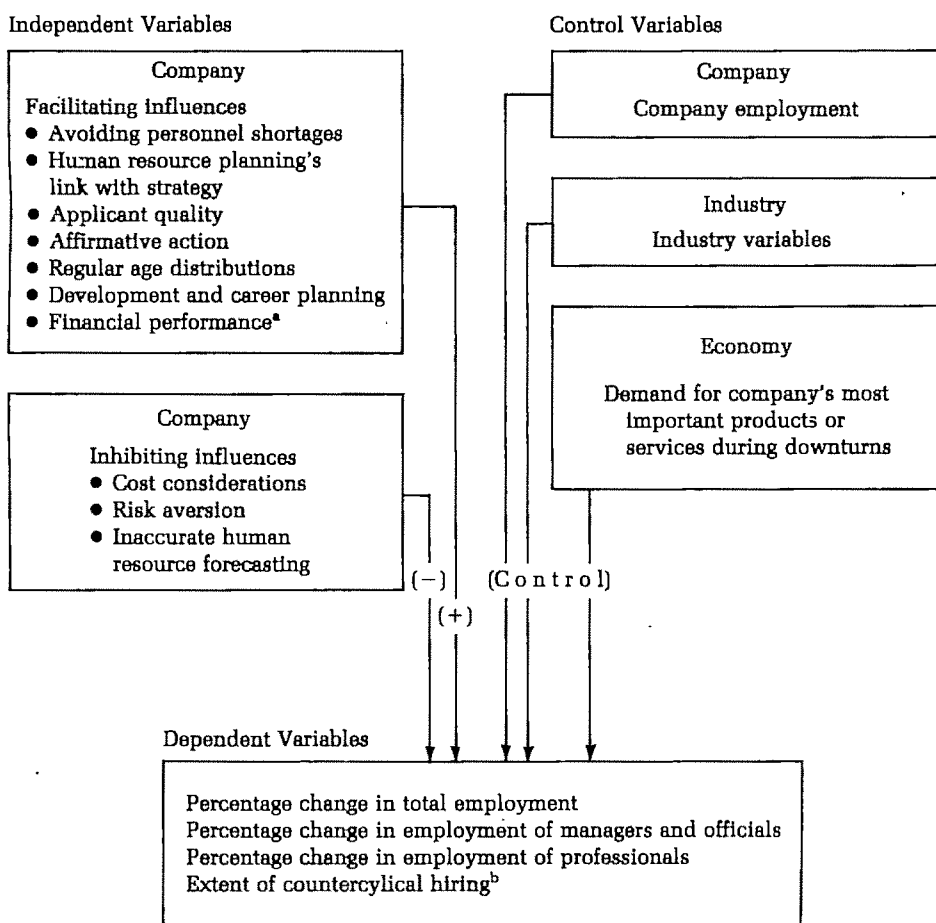 Independent Variables
Company
Facilitating influences
● Avoiding personnel shortages
● Human resource planning's
link with strategy
● Applicant quality
● Affirmative action
● Regular age distributions
● Development and career planning
● Financial performanceᵃ
Company
Inhibiting influences
● Cost considerations
● Risk aversion
● Inaccurate human
resource forecasting
Control Variables
Company
Company employment
Industry
Industry variables
Economy
Demand for company's most
important products or
services during downturns
(−)
(+)
(Control)
Dependent Variables
Percentage change in total employment
Percentage change in employment of managers and officials
Percentage change in employment of professionals
Extent of countercylical hiringᵇ